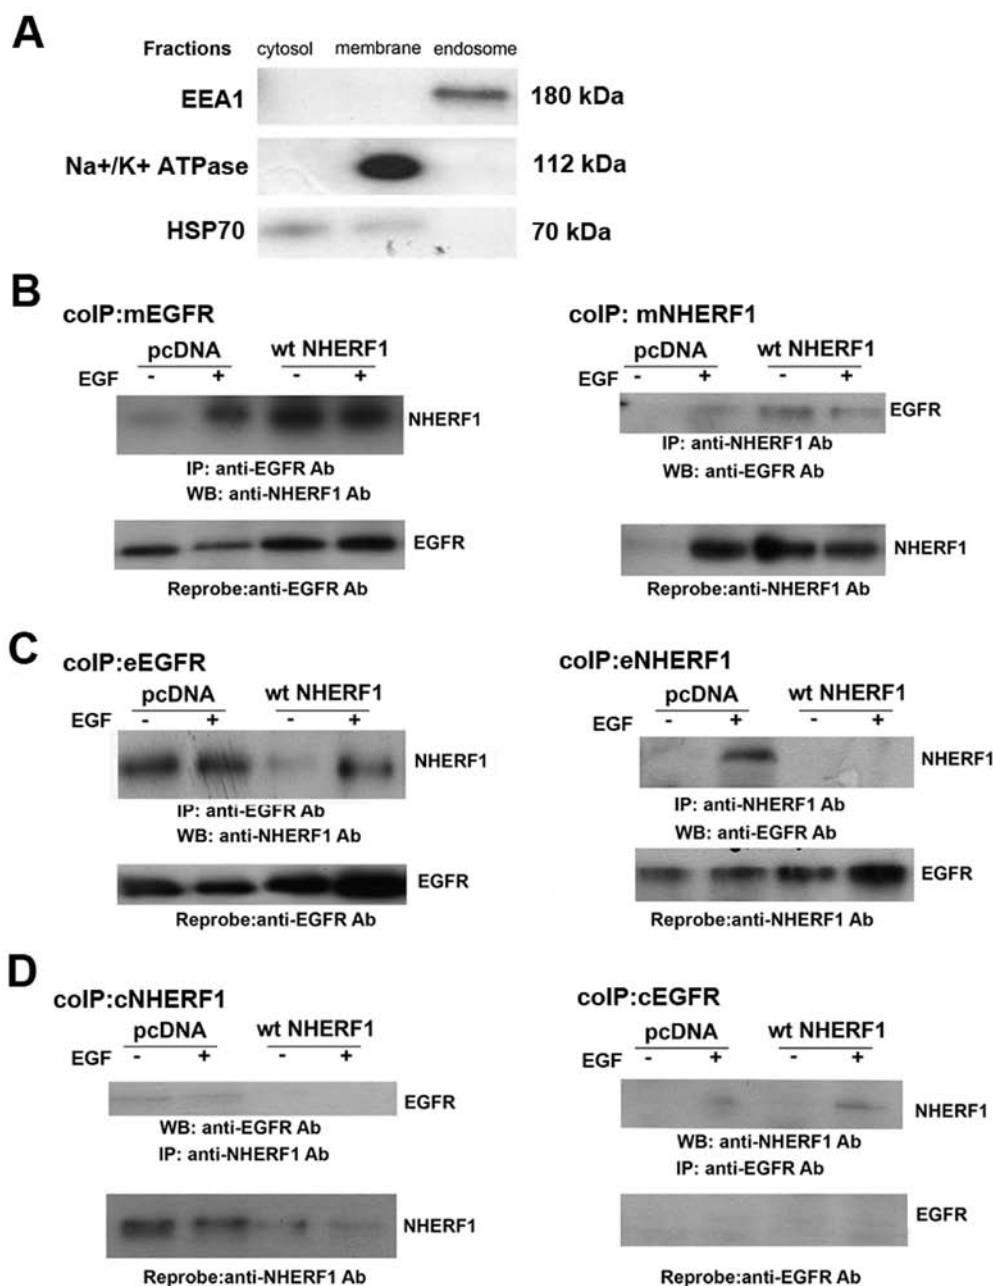 A
Fractions cytosol membrane endosome
EEA1 180 kDa
Na+/K+ ATPase 112 kDa
HSP70 70 kDa
B
coIP:mEGFR
pcDNA wt NHERF1
EGF - + - +
NHERF1
IP: anti-EGFR Ab
WB: anti-NHERF1 Ab
EGFR
Reprobe:anti-EGFR Ab
coIP: mNHERF1
pcDNA wt NHERF1
EGF - + - +
EGFR
IP: anti-NHERF1 Ab
WB: anti-EGFR Ab
NHERF1
Reprobe:anti-NHERF1 Ab
C
coIP:eEGFR
pcDNA wt NHERF1
EGF - + - +
NHERF1
IP: anti-EGFR Ab
WB: anti-NHERF1 Ab
EGFR
Reprobe:anti-EGFR Ab
coIP:eNHERF1
pcDNA wt NHERF1
EGF - + - +
NHERF1
IP: anti-NHERF1 Ab
WB: anti-EGFR Ab
EGFR
Reprobe:anti-NHERF1 Ab
D
coIP:cNHERF1
pcDNA wt NHERF1
EGF - + - +
EGFR
WB: anti-EGFR Ab
IP: anti-NHERF1 Ab
NHERF1
Reprobe:anti-NHERF1 Ab
coIP:cEGFR
pcDNA wt NHERF1
EGF - + - +
NHERF1
WB: anti-NHERF1 Ab
IP: anti-EGFR Ab
EGFR
Reprobe:anti-EGFR Ab